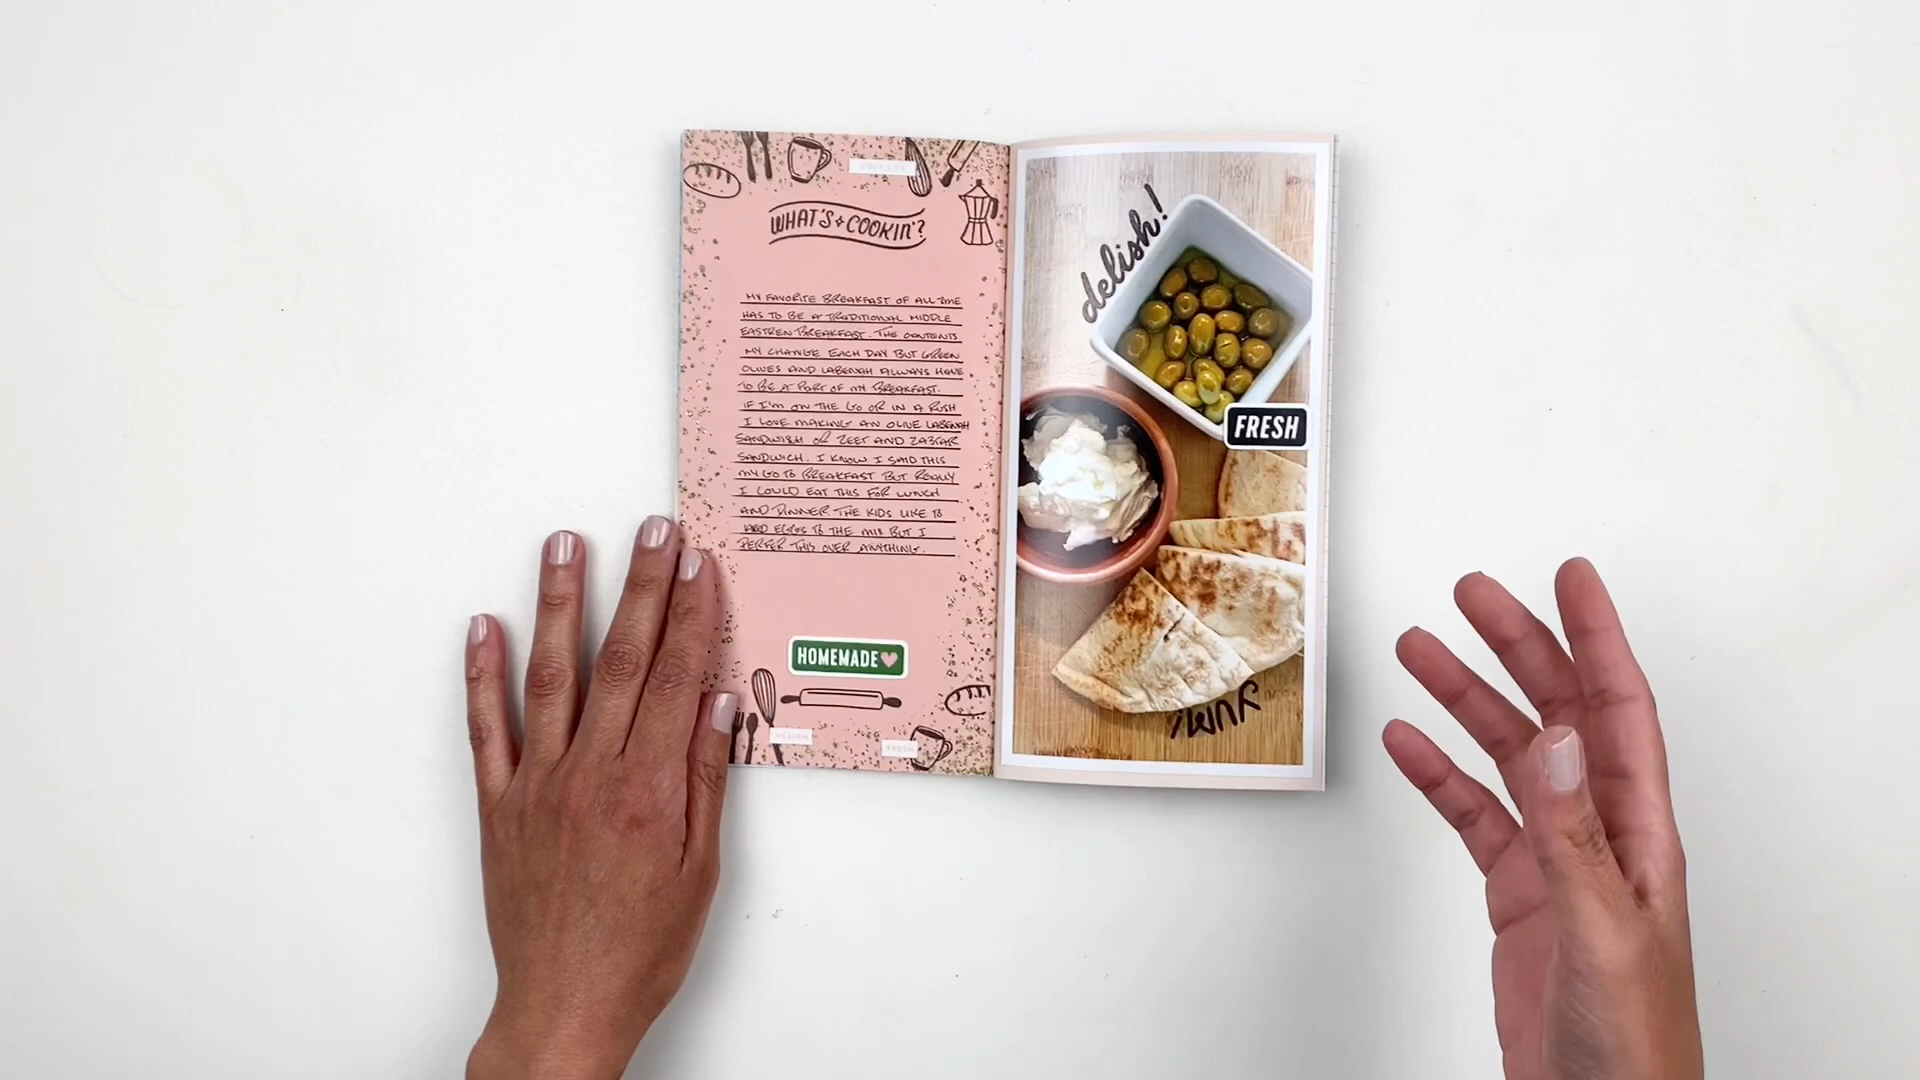 WHAT'S COOKIN'?
MY FAVORITE BREAKFAST OF ALL TIME
HAS TO BE A TRADITIONAL MIDDLE
EASTREN BREAKFAST. THE CONTENTS
MY CHANGE EACH DAY BUT GREEN
OLIVES AND LABENAH ALLWAYS HAVE
TO BE A PART OF MY BREAKFAST.
IF I'M ON THE GO OR IN A RUSH
I LOVE MAKING AN OLIVE LABENAH
SANDWISH OR ZEET AND ZA3TAR
SANDWICH. I KNOW I SAID THIS
MY GO TO BREAKFAST BUT REALLY
I COULD EAT THIS FOR LUNCH
AND DINNER. THE KIDS LIKE TO
ADD EGGS TO THE MIX BUT I
PERFER THIS OVER ANYTHING.
HOMEMADE
FRESH
delish!
FRESH
yum!